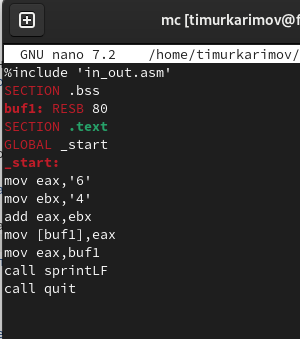 mc [timurkarimov@f
GNU nano 7.2 /home/timurkarimov/
%include 'in_out.asm'
SECTION .bss
buf1: RESB 80
SECTION .text
GLOBAL _start
_start:
mov eax,'6'
mov ebx,'4'
add eax,ebx
mov [buf1],eax
mov eax,buf1
call sprintLF
call quit